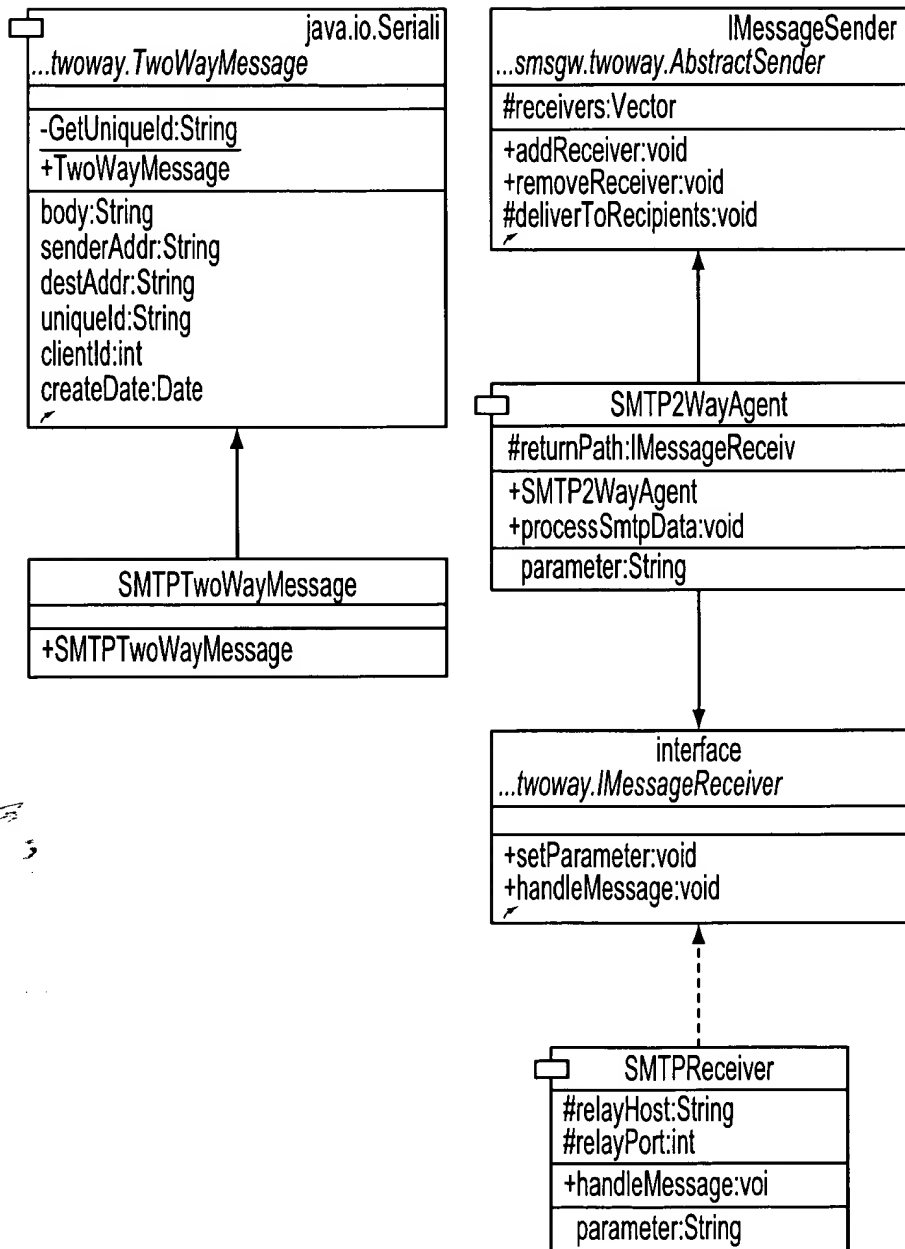 java.io.Seriali
...twoway.TwoWayMessage
-GetUniqueId:String
+TwoWayMessage
body:String
senderAddr:String
destAddr:String
uniqueId:String
clientId:int
createDate:Date
SMTPTwoWayMessage
+SMTPTwoWayMessage
IMessageSender
...smsgw.twoway.AbstractSender
#receivers:Vector
+addReceiver:void
+removeReceiver:void
#deliverToRecipients:void
SMTP2WayAgent
#returnPath:IMessageReceiv
+SMTP2WayAgent
+processSmtpData:void
parameter:String
interface
...twoway.IMessageReceiver
+setParameter:void
+handleMessage:void
SMTPReceiver
#relayHost:String
#relayPort:int
+handleMessage:voi
parameter:String